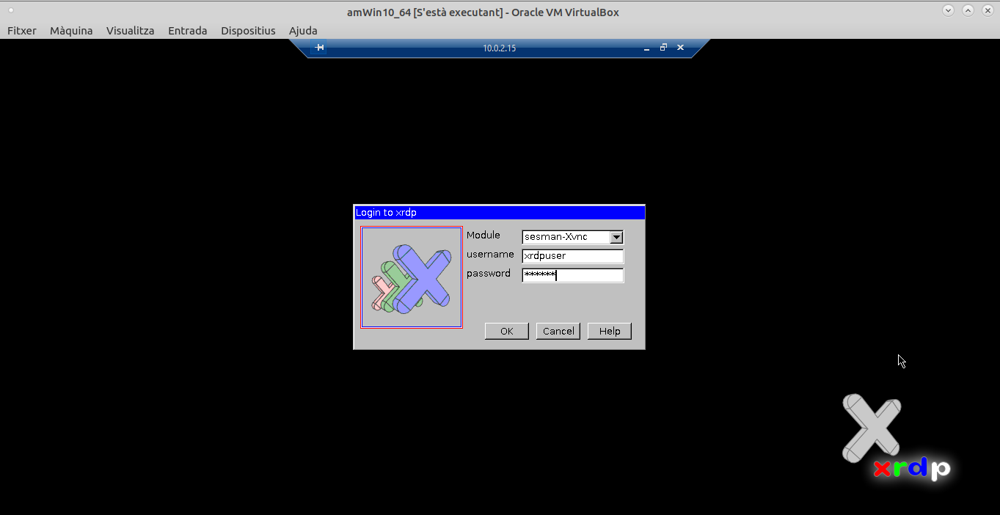 amWin10_64 [S'està executant] - Oracle VM VirtualBox
Fitxer Màquina Visualitza Entrada Dispositius Ajuda
10.0.2.15
Login to xrdp
Module sesman-Xvnc
username xrdpuser
password ******
OK Cancel Help
xrdp